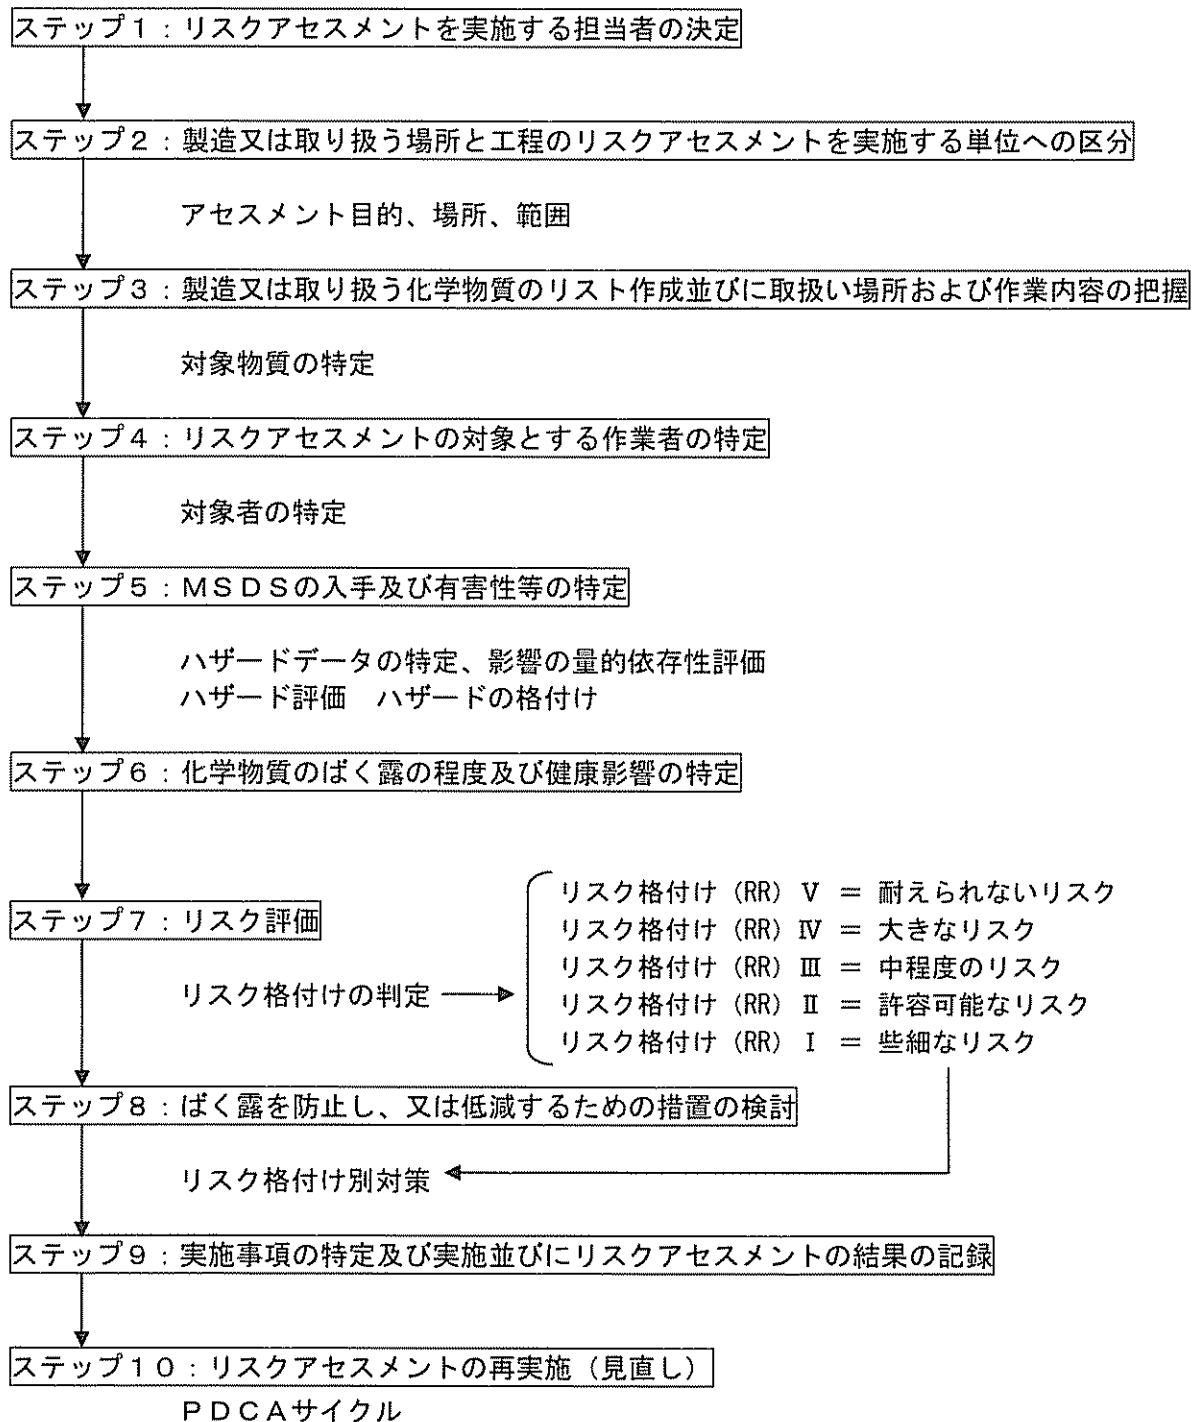 ステップ１：リスクアセスメントを実施する担当者の決定
ステップ２：製造又は取り扱う場所と工程のリスクアセスメントを実施する単位への区分
アセスメント目的、場所、範囲
ステップ３：製造又は取り扱う化学物質のリスト作成並びに取扱い場所および作業内容の把握
対象物質の特定
ステップ４：リスクアセスメントの対象とする作業者の特定
対象者の特定
ステップ５：ＭＳＤＳの入手及び有害性等の特定
ハザードデータの特定、影響の量的依存性評価
ハザード評価　ハザードの格付け
ステップ６：化学物質のばく露の程度及び健康影響の特定
ステップ７：リスク評価
リスク格付けの判定
リスク格付け（RR）Ⅴ ＝ 耐えられないリスク
リスク格付け（RR）Ⅳ ＝ 大きなリスク
リスク格付け（RR）Ⅲ ＝ 中程度のリスク
リスク格付け（RR）Ⅱ ＝ 許容可能なリスク
リスク格付け（RR）Ⅰ ＝ 些細なリスク
ステップ８：ばく露を防止し、又は低減するための措置の検討
リスク格付け別対策
ステップ９：実施事項の特定及び実施並びにリスクアセスメントの結果の記録
ステップ１０：リスクアセスメントの再実施（見直し）
ＰＤＣＡサイクル